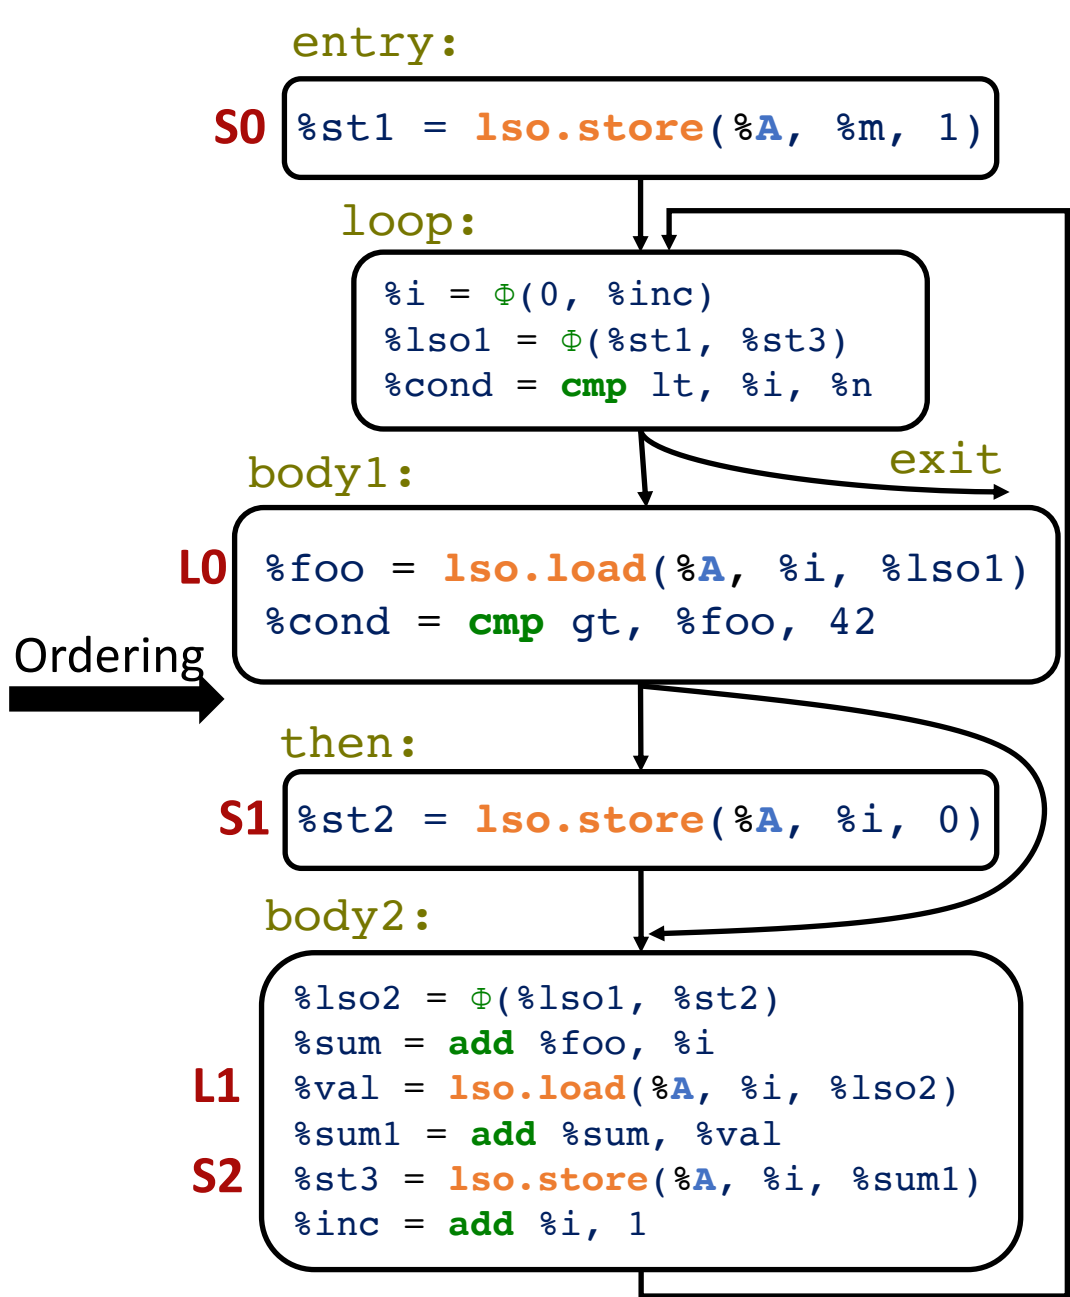 entry:
S0 %st1 = lso.store(%A, %m, 1)
loop:
%i = Φ(0, %inc)
%lso1 = Φ(%st1, %st3)
%cond = cmp lt, %i, %n
exit
body1:
L0 %foo = lso.load(%A, %i, %lso1)
%cond = cmp gt, %foo, 42
Ordering
then:
S1 %st2 = lso.store(%A, %i, 0)
body2:
%lso2 = Φ(%lso1, %st2)
%sum = add %foo, %i
L1 %val = lso.load(%A, %i, %lso2)
%sum1 = add %sum, %val
S2 %st3 = lso.store(%A, %i, %sum1)
%inc = add %i, 1